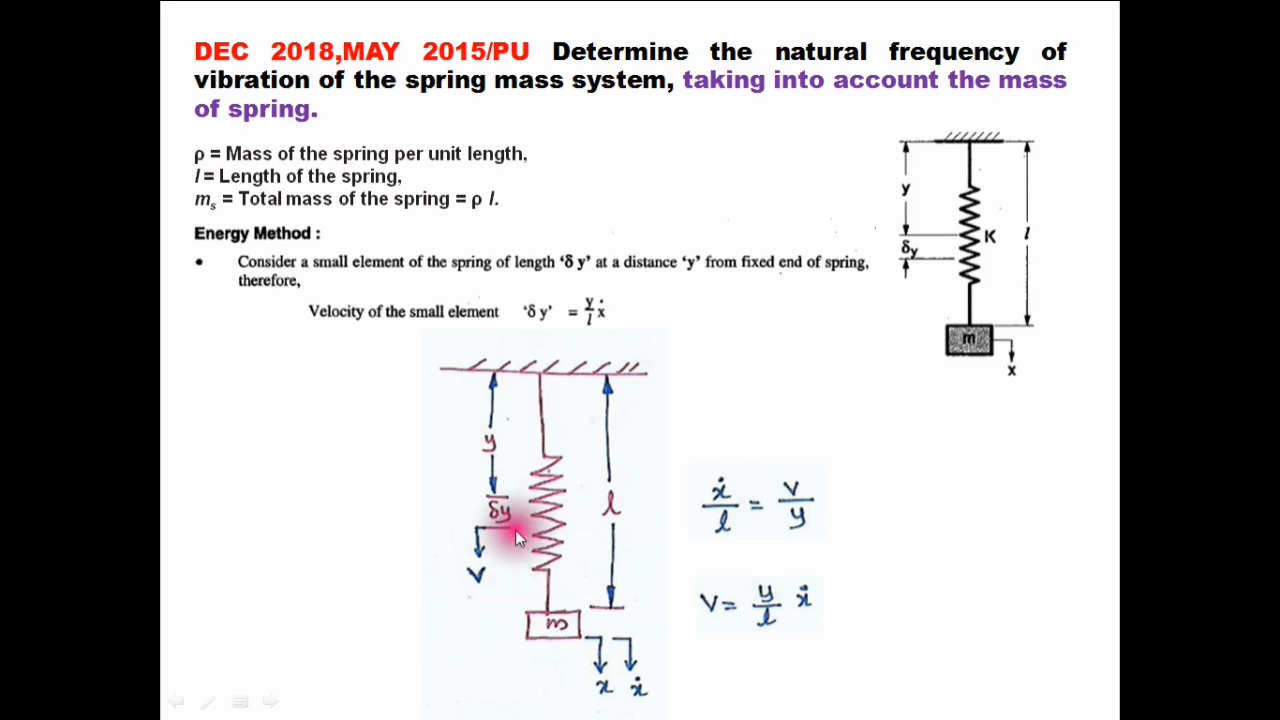 DEC 2018,MAY 2015/PU Determine the natural frequency of
vibration of the spring mass system, taking into account the mass
of spring.
ρ = Mass of the spring per unit length,
l = Length of the spring,
mₛ = Total mass of the spring = ρ l.
Energy Method :
• Consider a small element of the spring of length ‘δ y’ at a distance ‘y’ from fixed end of spring,
therefore,
Velocity of the small element ‘δ y’ = y/l ẋ
y
δy
K
l
m
x
y
δy
V
l
m
x ẋ
ẋ/l = V/y
V = y/l ẋ